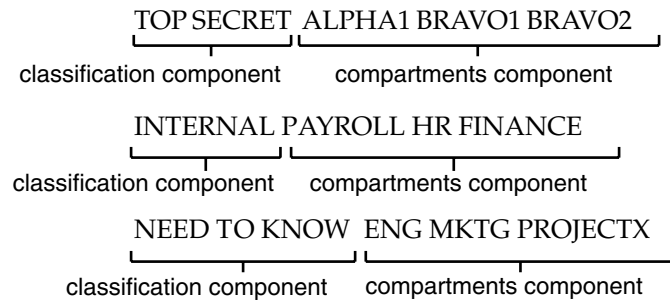 TOP SECRET ALPHA1 BRAVO1 BRAVO2
classification component compartments component
INTERNAL PAYROLL HR FINANCE
classification component compartments component
NEED TO KNOW ENG MKTG PROJECTX
classification component compartments component